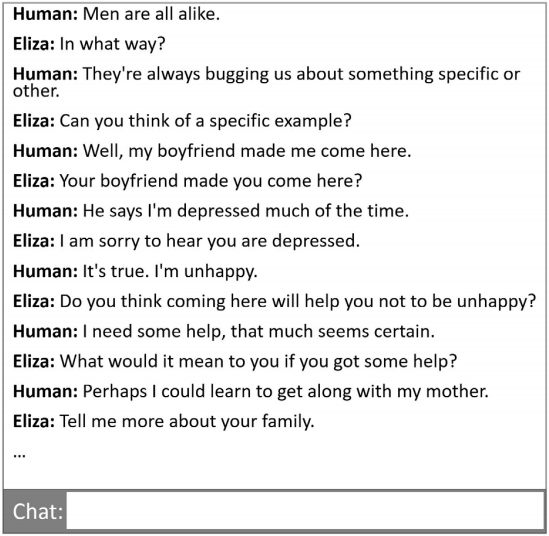 Human: Men are all alike.
Eliza: In what way?
Human: They're always bugging us about something specific or
other.
Eliza: Can you think of a specific example?
Human: Well, my boyfriend made me come here.
Eliza: Your boyfriend made you come here?
Human: He says I'm depressed much of the time.
Eliza: I am sorry to hear you are depressed.
Human: It's true. I'm unhappy.
Eliza: Do you think coming here will help you not to be unhappy?
Human: I need some help, that much seems certain.
Eliza: What would it mean to you if you got some help?
Human: Perhaps I could learn to get along with my mother.
Eliza: Tell me more about your family.
...
Chat: